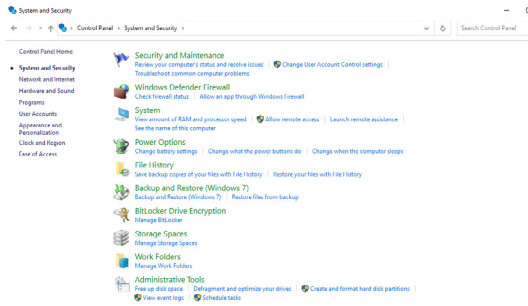 System and Security
Control Panel > System and Security >
Search Control Panel
Control Panel Home
System and Security
Network and Internet
Hardware and Sound
Programs
User Accounts
Appearance and
Personalization
Clock and Region
Ease of Access
Security and Maintenance
Review your computer's status and resolve issues | Change User Account Control settings |
Troubleshoot common computer problems
Windows Defender Firewall
Check firewall status | Allow an app through Windows Firewall
System
View amount of RAM and processor speed | Allow remote access | Launch remote assistance |
See the name of this computer
Power Options
Change battery settings | Change what the power buttons do | Change when the computer sleeps
File History
Save backup copies of your files with File History | Restore your files with File History
Backup and Restore (Windows 7)
Backup and Restore (Windows 7) | Restore files from backup
BitLocker Drive Encryption
Manage BitLocker
Storage Spaces
Manage Storage Spaces
Work Folders
Manage Work Folders
Administrative Tools
Free up disk space | Defragment and optimize your drives | Create and format hard disk partitions |
View event logs | Schedule tasks